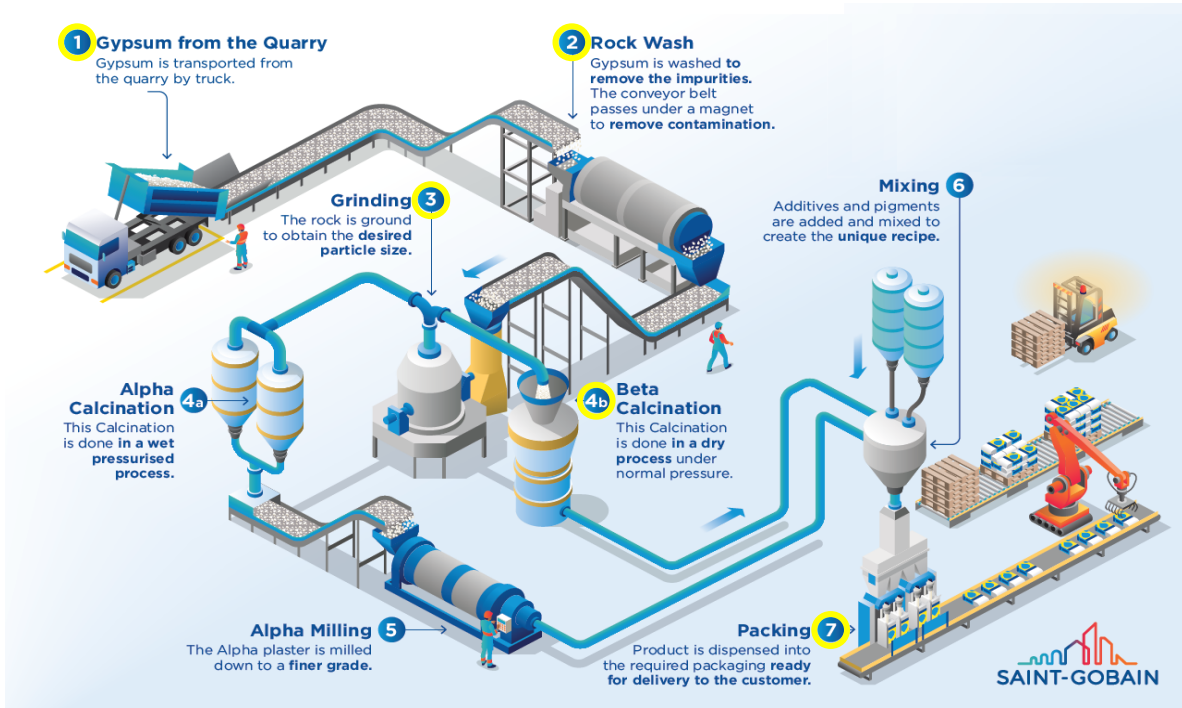 1 Gypsum from the Quarry
Gypsum is transported from
the quarry by truck.
2 Rock Wash
Gypsum is washed to
remove the impurities.
The conveyor belt
passes under a magnet
to remove contamination.
Grinding 3
The rock is ground
to obtain the desired
particle size.
Mixing 6
Additives and pigments
are added and mixed to
create the unique recipe.
Alpha
Calcination 4a
This Calcination
is done in a wet
pressurised
process.
4b Beta
Calcination
This Calcination
is done in a dry
process under
normal pressure.
Alpha Milling 5
The Alpha plaster is milled
down to a finer grade.
Packing 7
Product is dispensed into
the required packaging ready
for delivery to the customer.
SAINT-GOBAIN